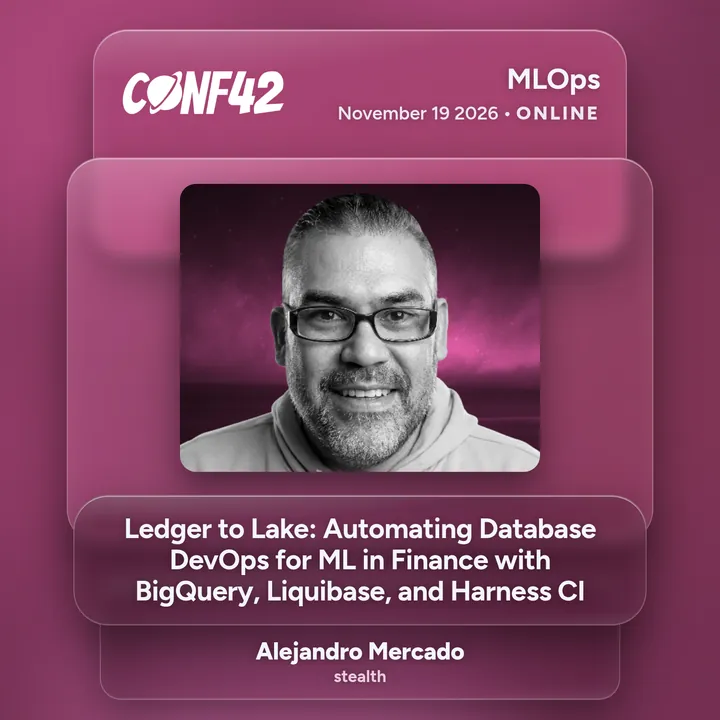 CONF42
MLOps
November 19 2026 • ONLINE
Ledger to Lake: Automating Database
DevOps for ML in Finance with
BigQuery, Liquibase, and Harness CI
Alejandro Mercado
stealth